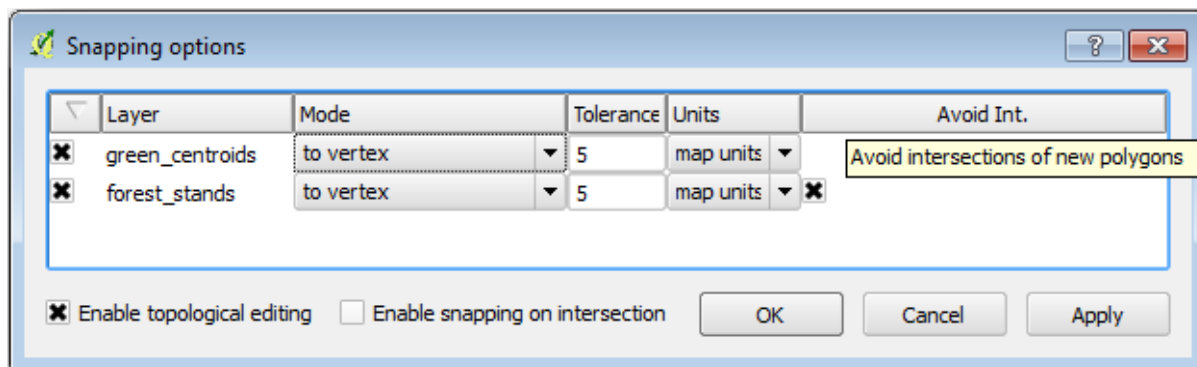 Snapping options
Layer Mode Tolerance Units Avoid Int.
green_centroids to vertex 5 map units Avoid intersections of new polygons
forest_stands to vertex 5 map units
Enable topological editing Enable snapping on intersection OK Cancel Apply